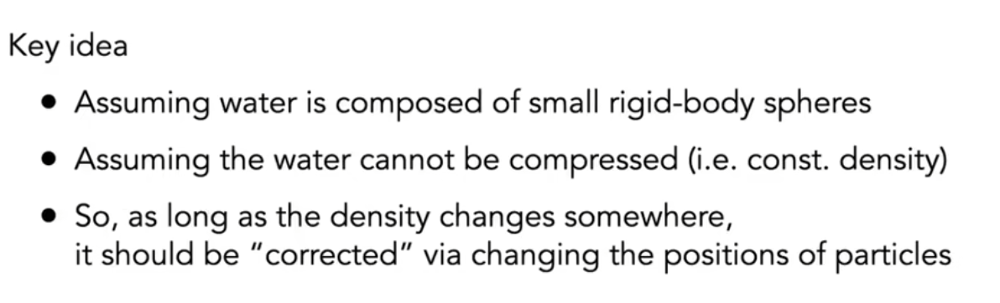 Key idea
• Assuming water is composed of small rigid-body spheres
• Assuming the water cannot be compressed (i.e. const. density)
• So, as long as the density changes somewhere,
it should be “corrected” via changing the positions of particles